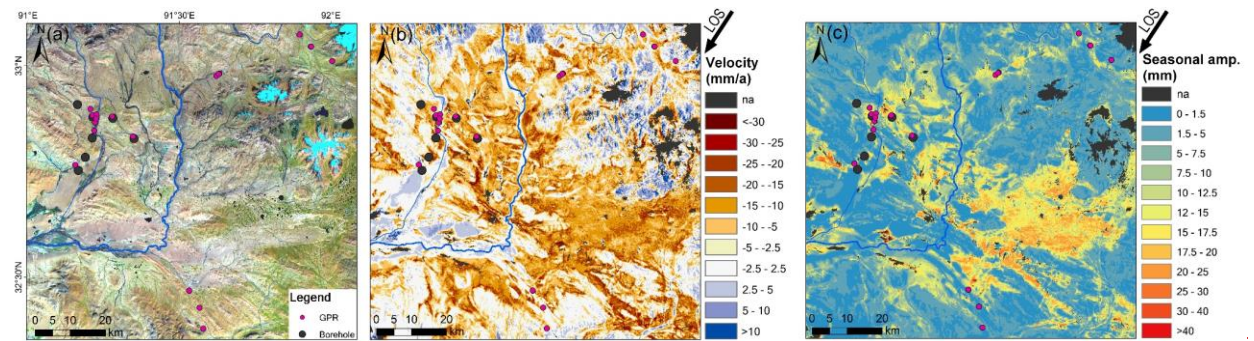 91°E
91°30'E
92°E
33°N
32°30'N
(a)
N
Legend
GPR
Borehole
0 5 10 20
km
(b)
N
0 5 10 20
km
LOS
Velocity
(mm/a)
na
<-30
-30 - -25
-25 - -20
-20 - -15
-15 - -10
-10 - -5
-5 - -2.5
-2.5 - 2.5
2.5 - 5
5 - 10
>10
(c)
N
0 5 10 20
km
LOS
Seasonal amp.
(mm)
na
0 - 1.5
1.5 - 5
5 - 7.5
7.5 - 10
10 - 12.5
12 - 15
15 - 17.5
17.5 - 20
20 - 25
25 - 30
30 - 40
>40